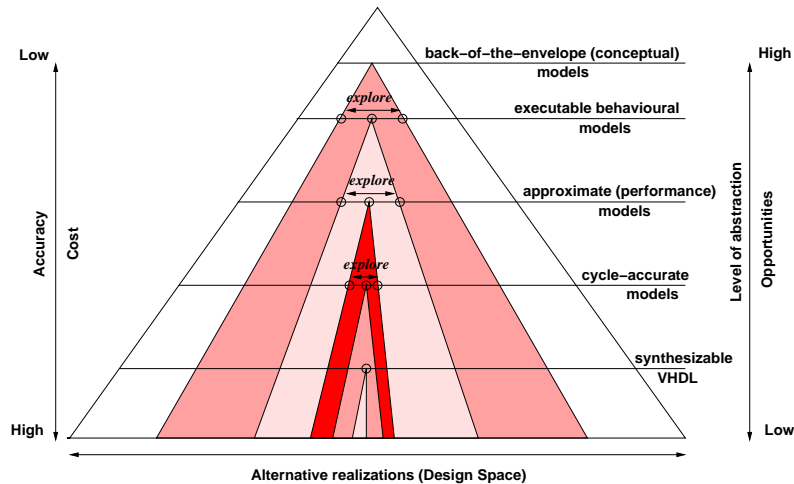 Low
back-of-the-envelope (conceptual)
models
High
explore
executable behavioural
models
explore
approximate (performance)
models
Accuracy
Cost
explore
cycle-accurate
models
Level of abstraction
Opportunities
synthesizable
VHDL
High
Low
Alternative realizations (Design Space)